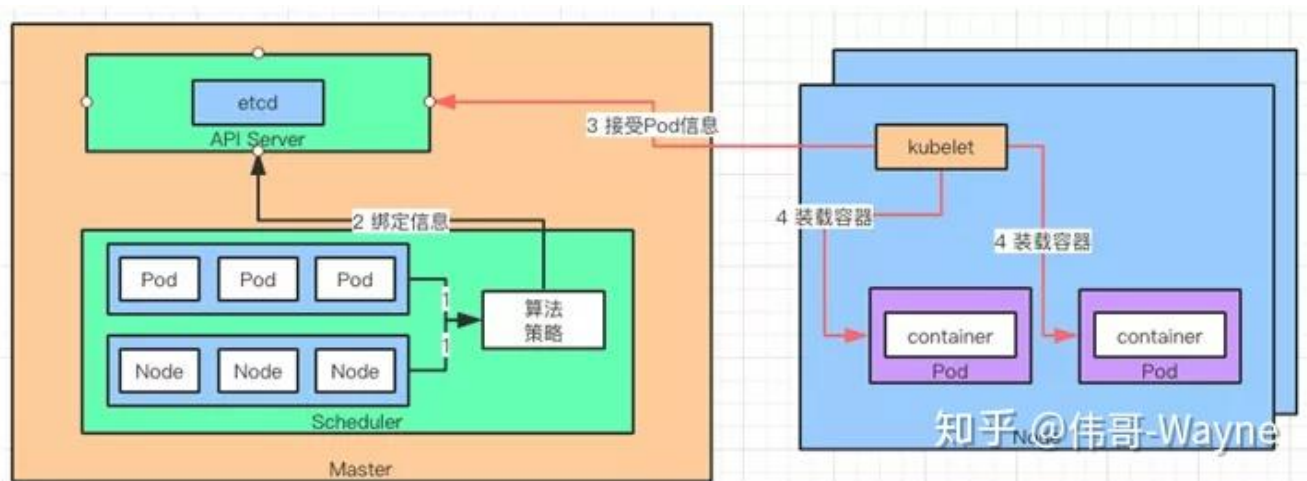 etcd
API Server
3 接受Pod信息
kubelet
2 绑定信息
4 装载容器
4 装载容器
Pod
Pod
Pod
1
算法
策略
1
Node
Node
Node
Scheduler
Master
container
Pod
container
Pod
Node
知乎 @伟哥-Wayne